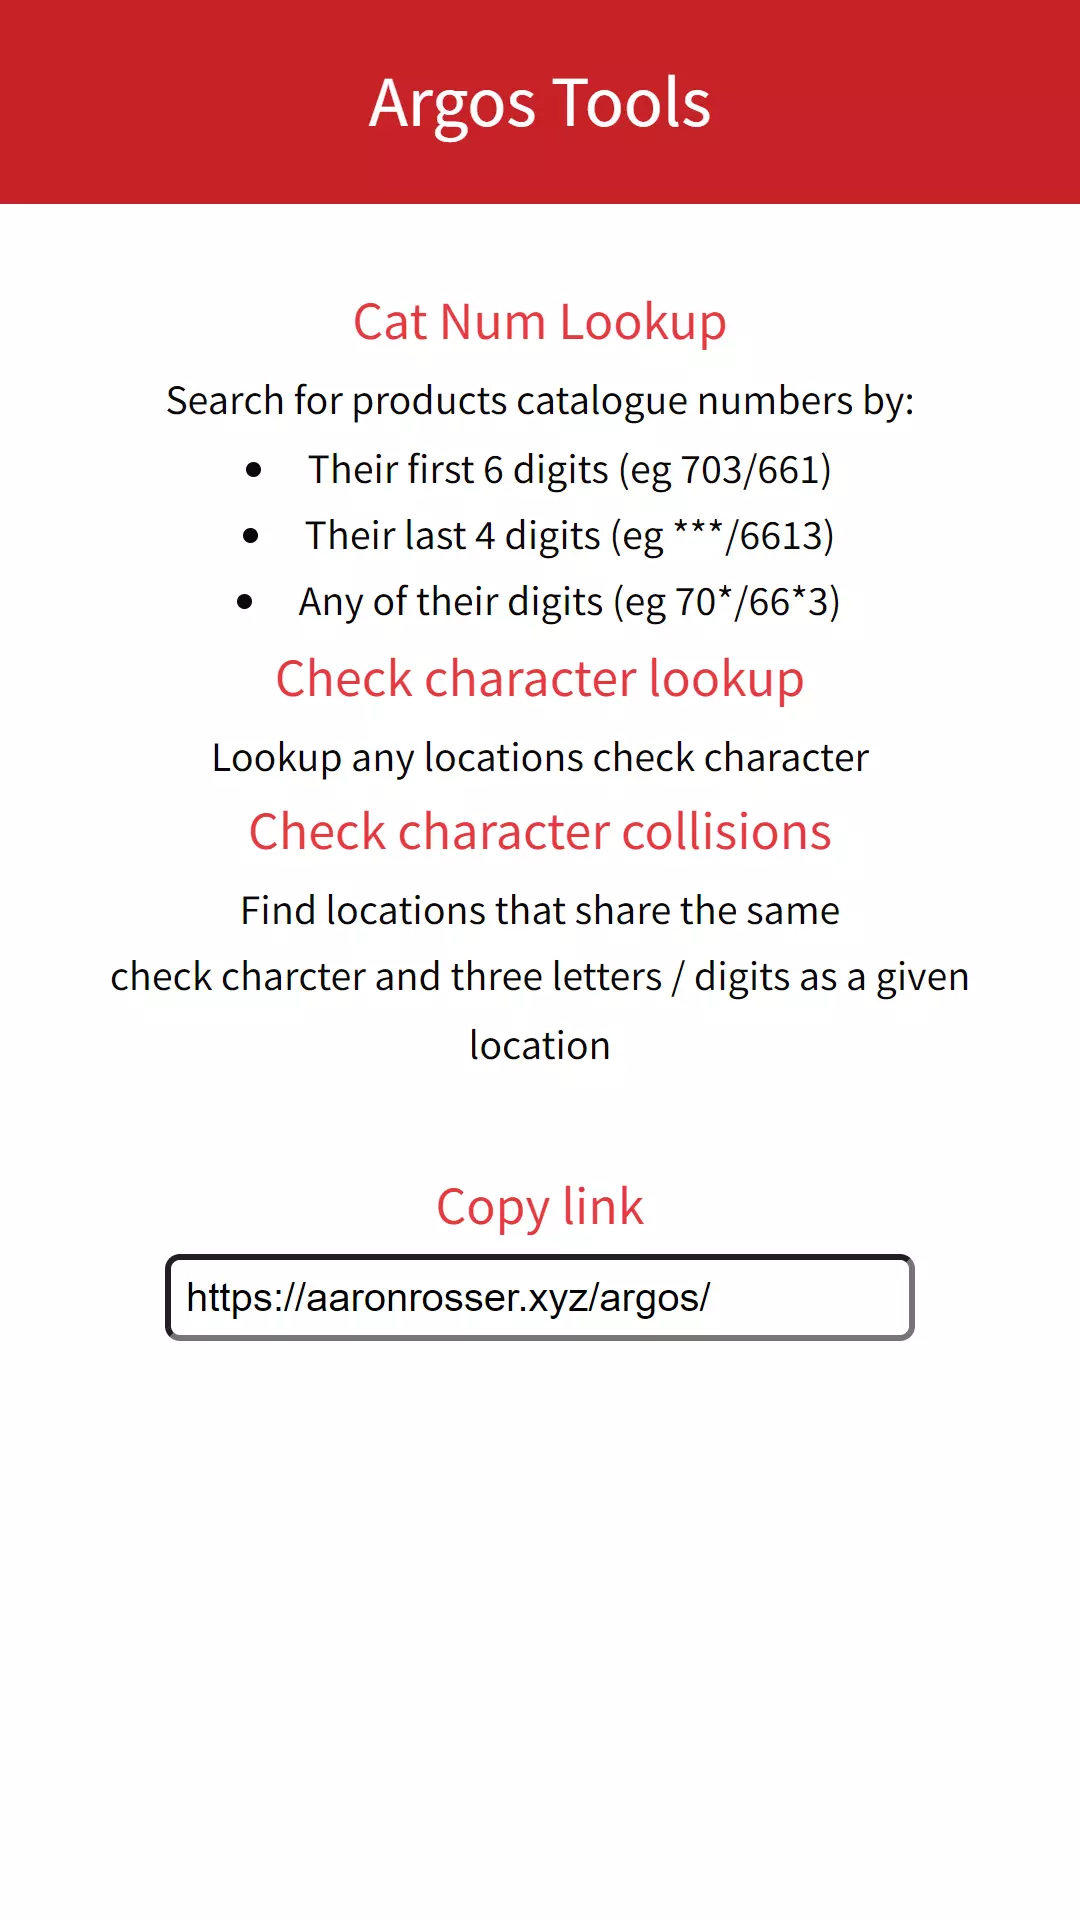 Argos Tools
Cat Num Lookup
Search for products catalogue numbers by:
• Their first 6 digits (eg 703/661)
• Their last 4 digits (eg ***/6613)
• Any of their digits (eg 70*/66*3)
Check character lookup
Lookup any locations check character
Check character collisions
Find locations that share the same
check charcter and three letters / digits as a given
location
Copy link
https://aaronrosser.xyz/argos/